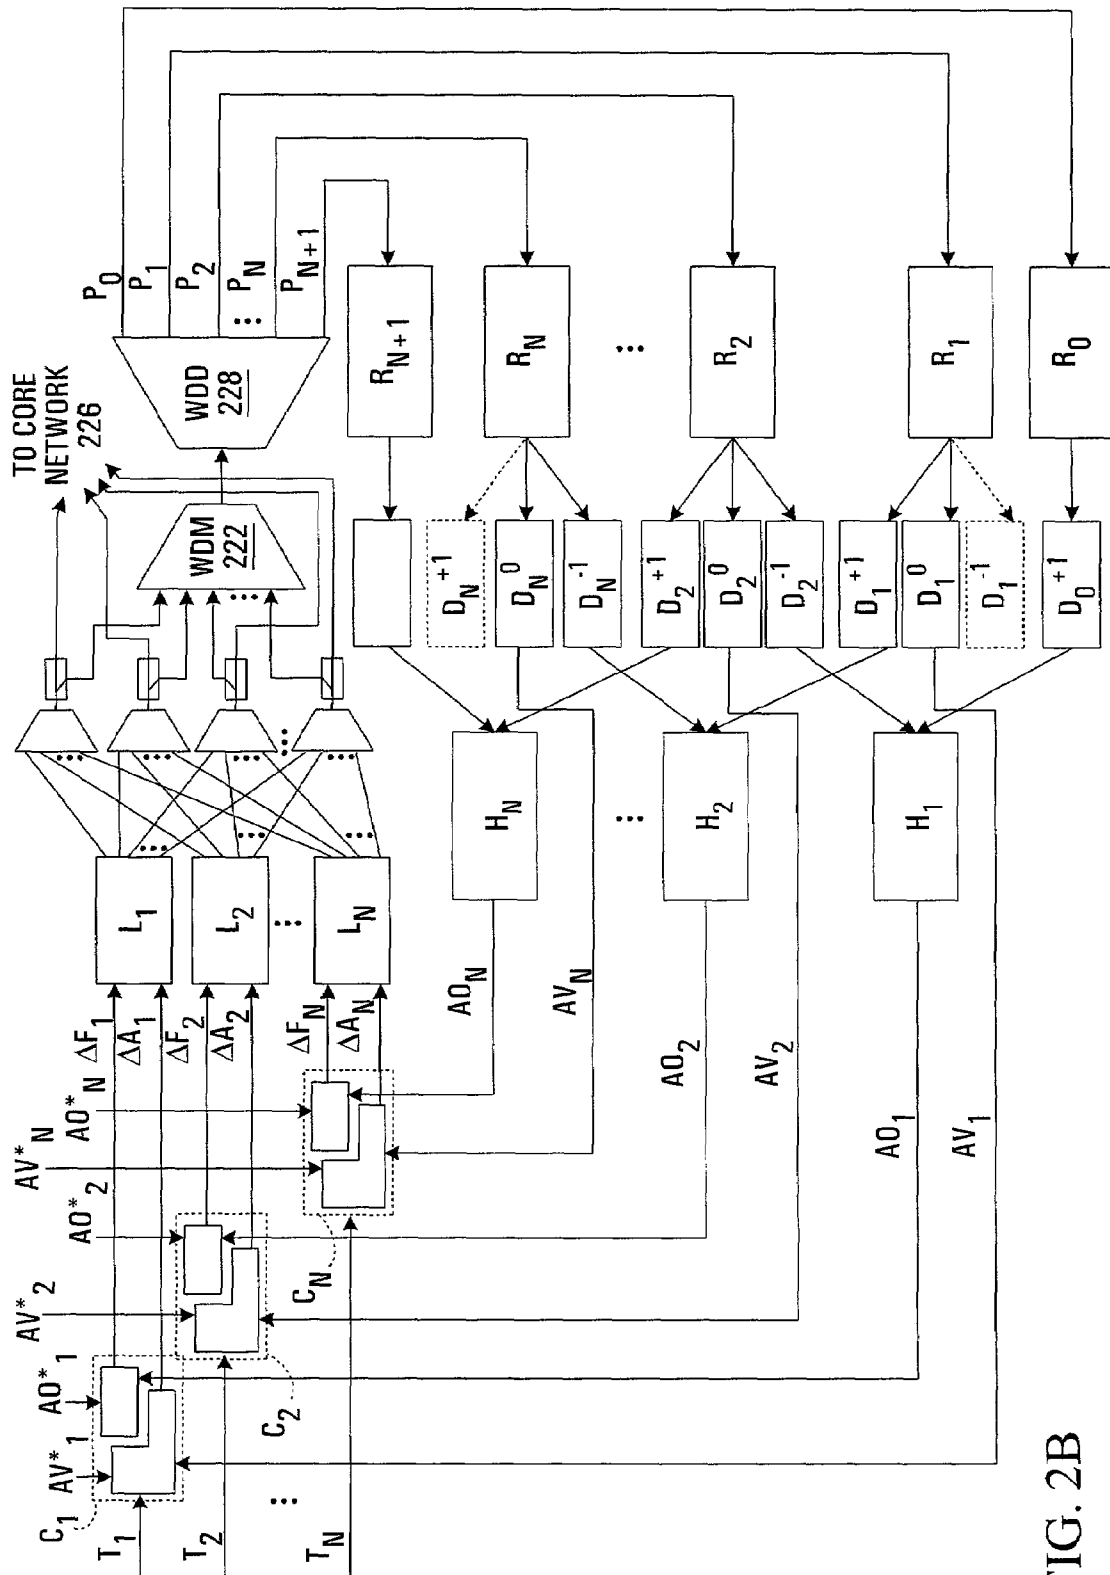 TO CORE
NETWORK
226
P0
P1
P2
...
PN
PN+1
WDM
222
...
WDD
228
RN+1
RN
...
R2
R1
R0
DN+1
DN0
DN-1
D2+1
D20
D2-1
D1+1
D10
D1-1
D0+1
HN
...
H2
H1
L1
L2
...
LN
ΔF1
ΔA1
ΔF2
ΔA2
ΔFN
ΔAN
AO*N
AV*N
AO*2
AV*2
AO*1
AV*1
AON
AVN
AO2
AV2
AO1
AV1
C1
C2
CN
T1
T2
...
TN
FIG. 2B